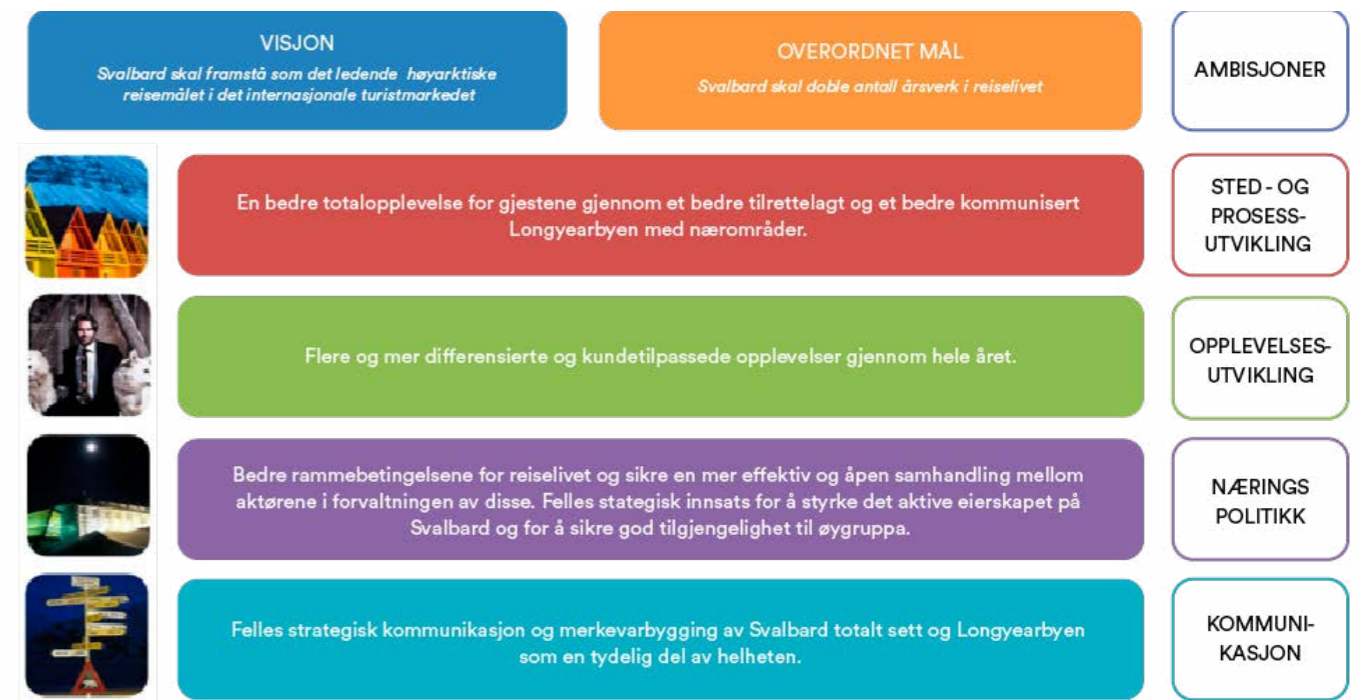 VISJON
Svalbard skal framstå som det ledende høyarktiske
reisemålet i det internasjonale turistmarkedet
OVERORDNET MÅL
Svalbard skal doble antall årsverk i reiselivet
AMBISJONER
En bedre totalopplevelse for gjestene gjennom et bedre tilrettelagt og et bedre kommunisert
Longyearbyen med nærområder.
STED - OG
PROSESS-
UTVIKLING
Flere og mer differensierte og kundetilpassede opplevelser gjennom hele året.
OPPLEVELSES-
UTVIKLING
Bedre rammebetingelsene for reiselivet og sikre en mer effektiv og åpen samhandling mellom
aktørene i forvaltningen av disse. Felles stategisk innsats for å styrke det aktive eierskapet på
Svalbard og for å sikre god tilgjengelighet til øygruppa.
NÆRINGS
POLITIKK
Felles strategisk kommunikasjon og merkevarbygging av Svalbard totalt sett og Longyearbyen
som en tydelig del av helheten.
KOMMUNI-
KASJON